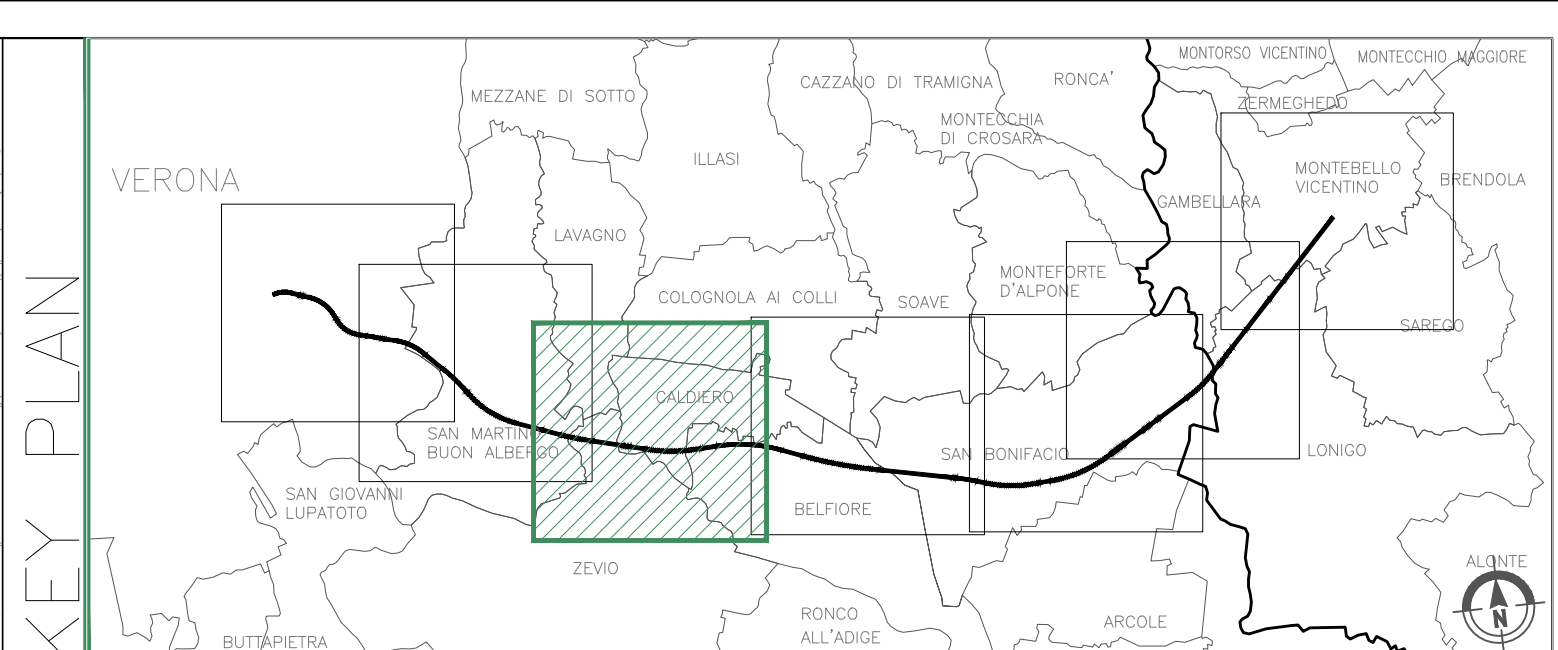 KEY PLAN
MONTORSO VICENTINO
MONTECCHIO MAGGIORE
CAZZANO DI TRAMIGNA
RONCA'
MEZZANE DI SOTTO
ZERMEGHEDO
MONTECCHIA
DI CROSARA
ILLASI
VERONA
MONTEBELLO
VICENTINO
BRENDOLA
GAMBELLARA
LAVAGNO
MONTEFORTE
D'ALPONE
COLOGNOLA AI COLLI
SOAVE
SAREGO
CALDIERO
SAN MARTINO
BUON ALBERGO
SAN BONIFACIO
LONIGO
SAN GIOVANNI
LUPATOTO
BELFIORE
ZEVIO
ALONTE
RONCO
ALL'ADIGE
ARCOLE
N
BUTTAPIETRA